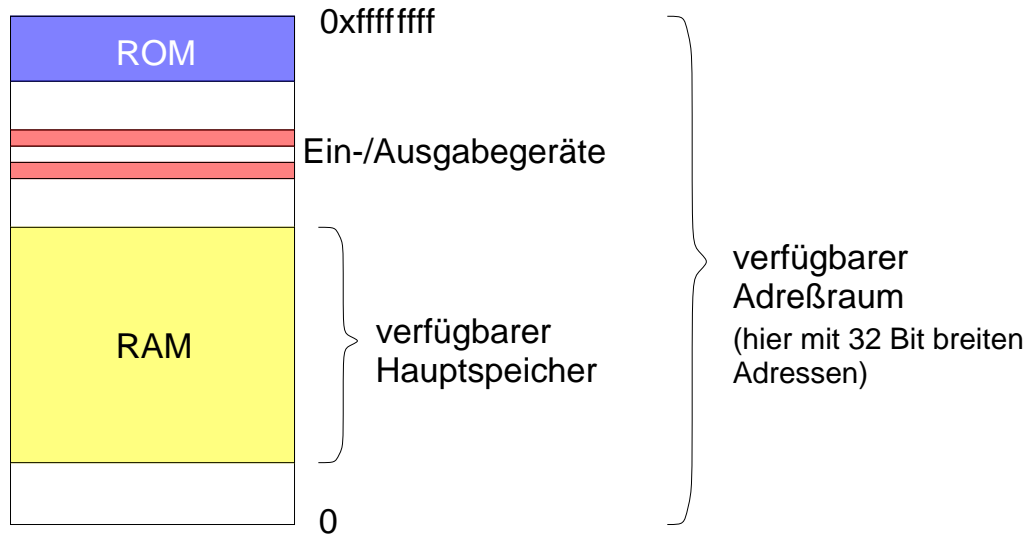 0xffffffff
ROM
Ein-/Ausgabegeräte
RAM
verfügbarer
Hauptspeicher
verfügbarer
Adreßraum
(hier mit 32 Bit breiten
Adressen)
0